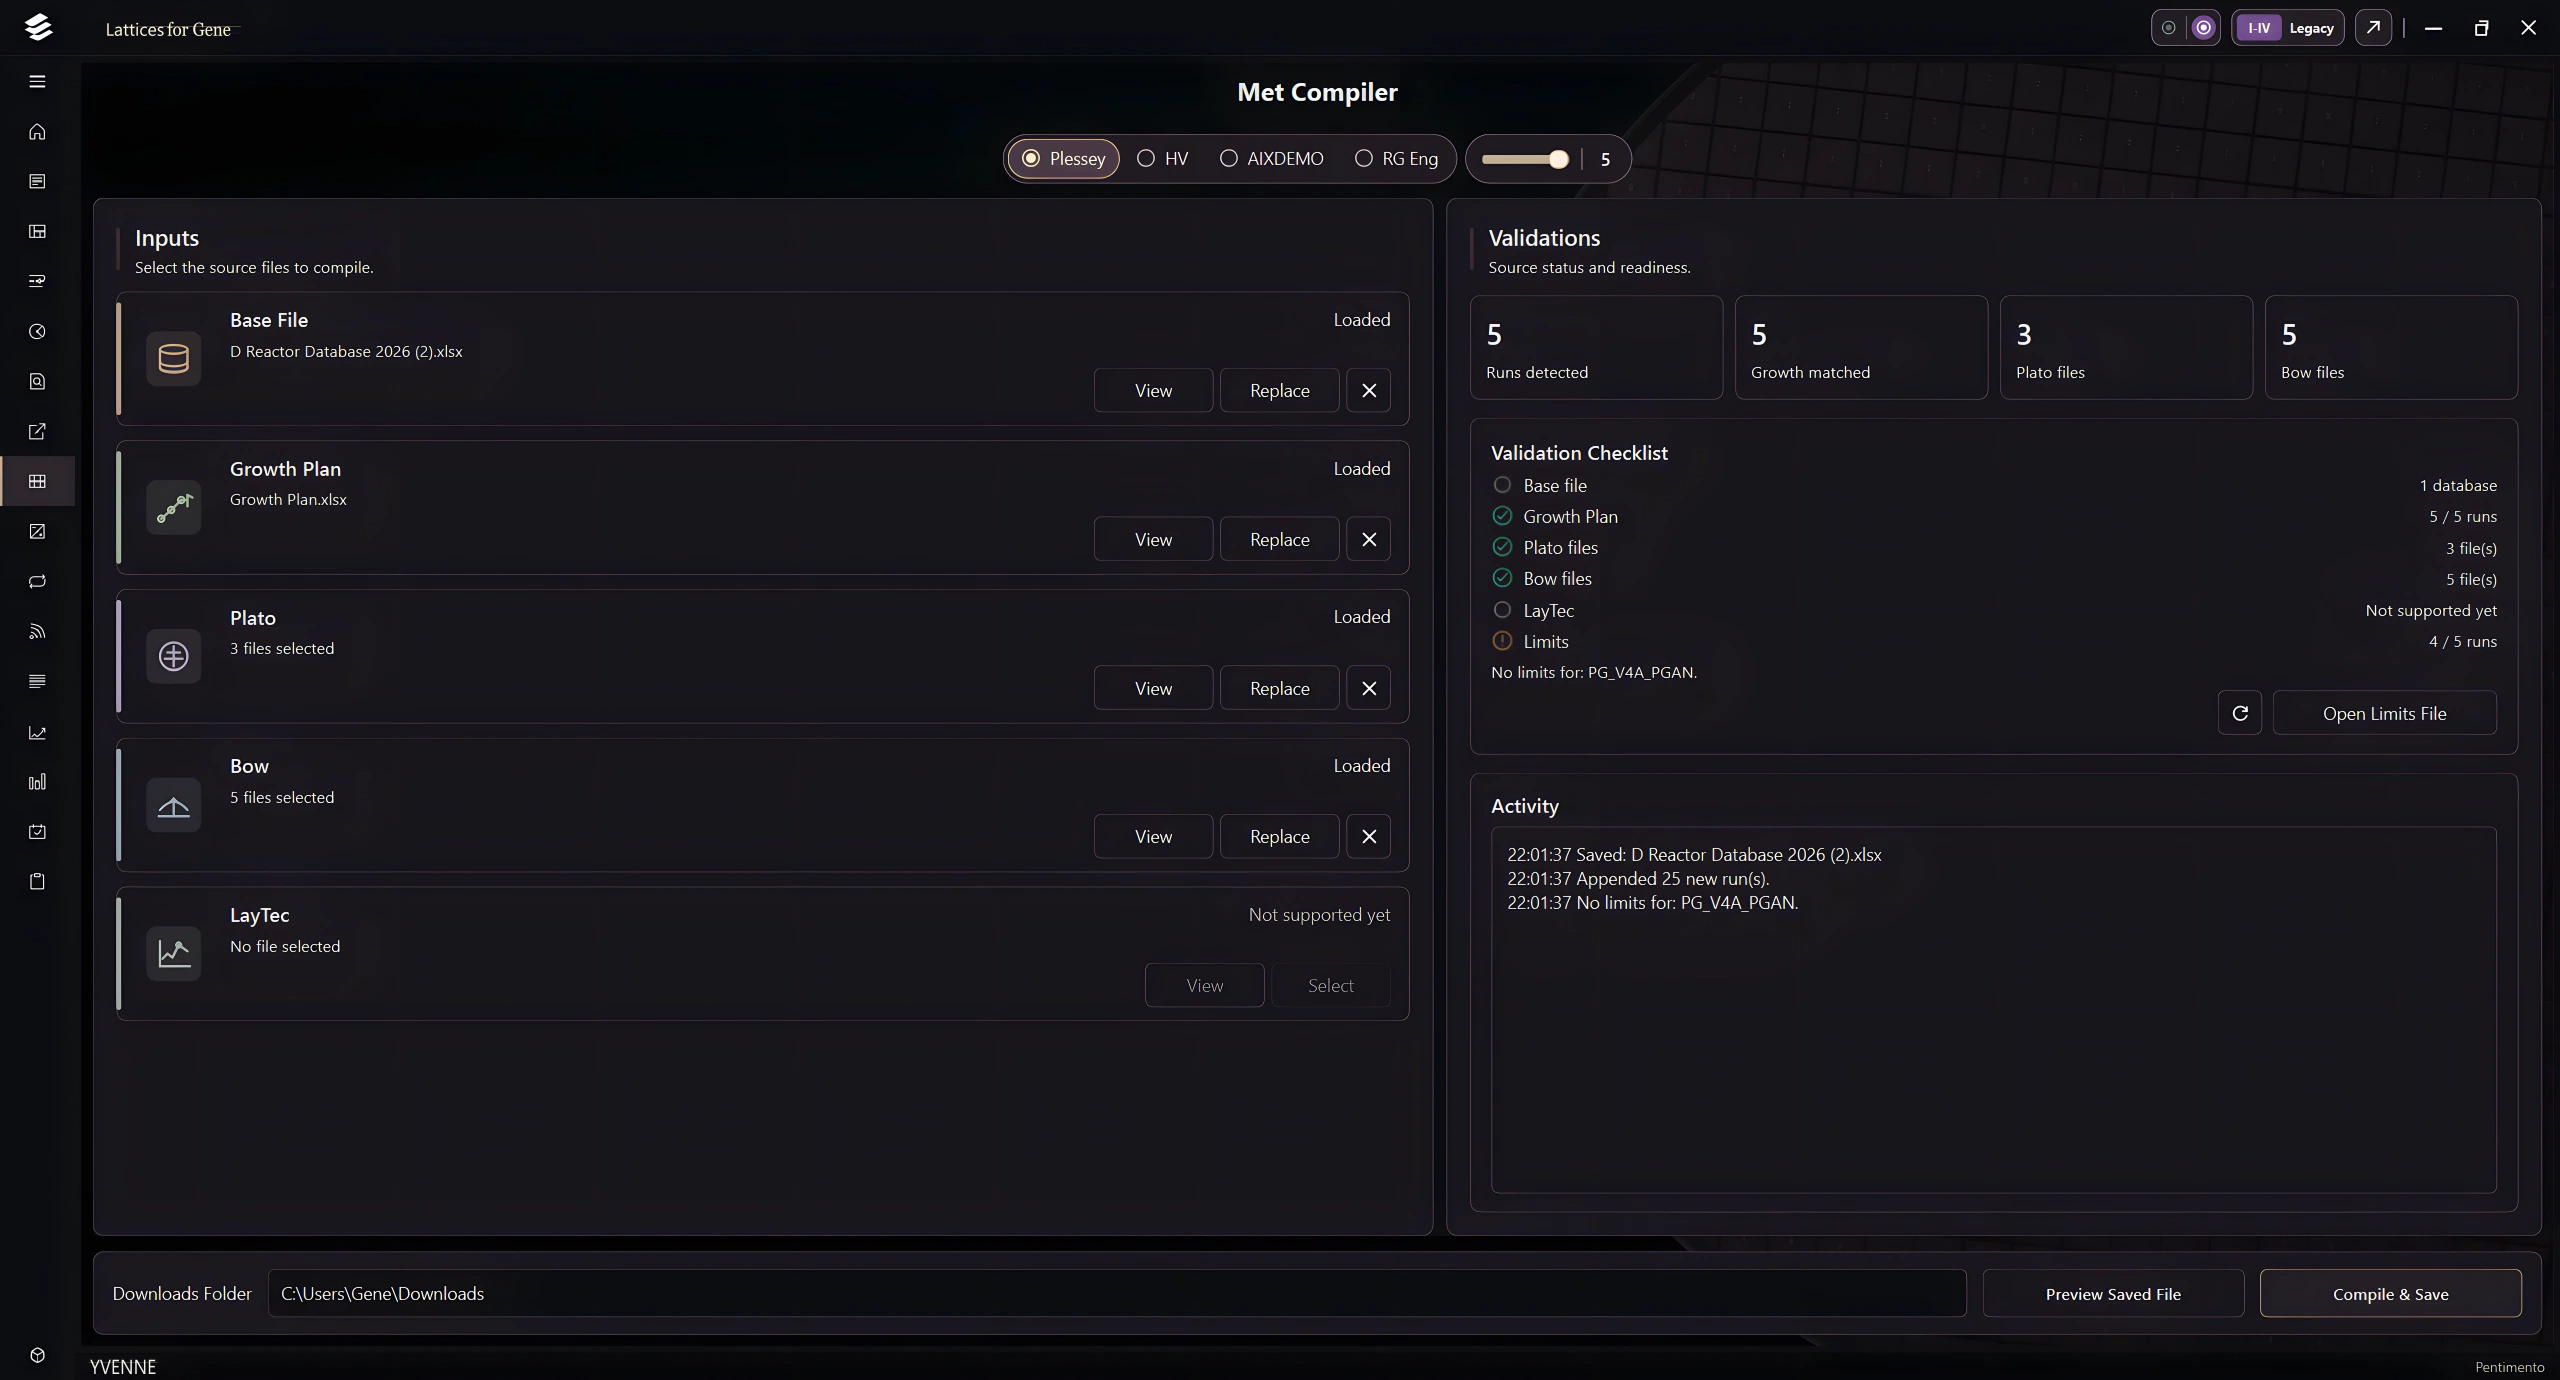 Lattices for Gene
I-IV Legacy
Met Compiler
Plessey HV AIXDEMO RG Eng 5
Inputs
Select the source files to compile.
Base File Loaded
D Reactor Database 2026 (2).xlsx
View Replace
Growth Plan Loaded
Growth Plan.xlsx
View Replace
Plato Loaded
3 files selected
View Replace
Bow Loaded
5 files selected
View Replace
LayTec Not supported yet
No file selected
View Select
Validations
Source status and readiness.
5 5 3 5
Runs detected Growth matched Plato files Bow files
Validation Checklist
Base file 1 database
Growth Plan 5 / 5 runs
Plato files 3 file(s)
Bow files 5 file(s)
LayTec Not supported yet
Limits 4 / 5 runs
No limits for: PG_V4A_PGAN.
Open Limits File
Activity
22:01:37 Saved: D Reactor Database 2026 (2).xlsx
22:01:37 Appended 25 new run(s).
22:01:37 No limits for: PG_V4A_PGAN.
Downloads Folder C:\Users\Gene\Downloads Preview Saved File Compile & Save
YVENNE Pentimento